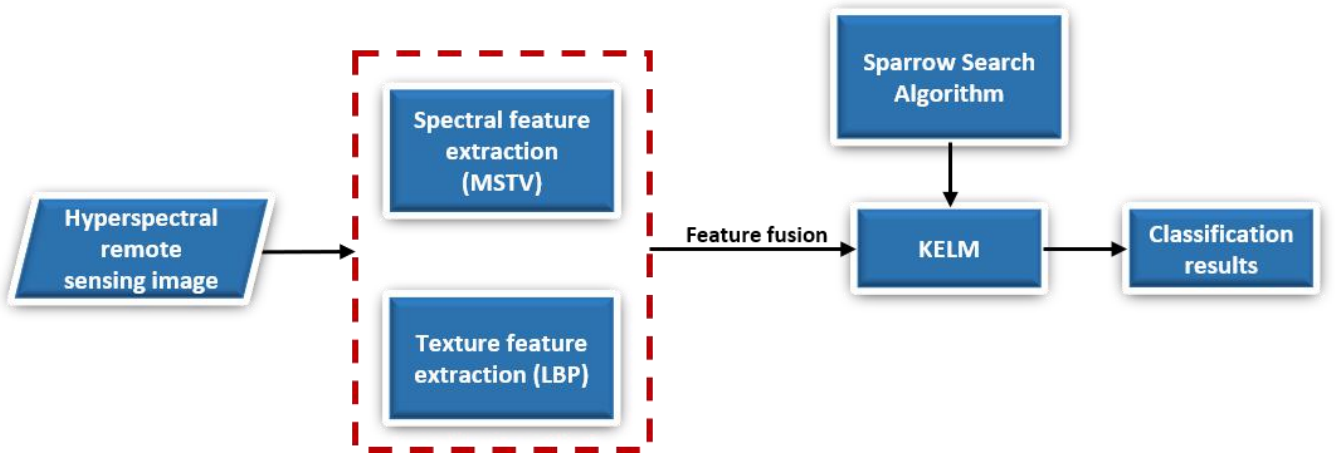 Hyperspectral
remote
sensing image
Spectral feature
extraction
(MSTV)
Texture feature
extraction (LBP)
Feature fusion
Sparrow Search
Algorithm
KELM
Classification
results